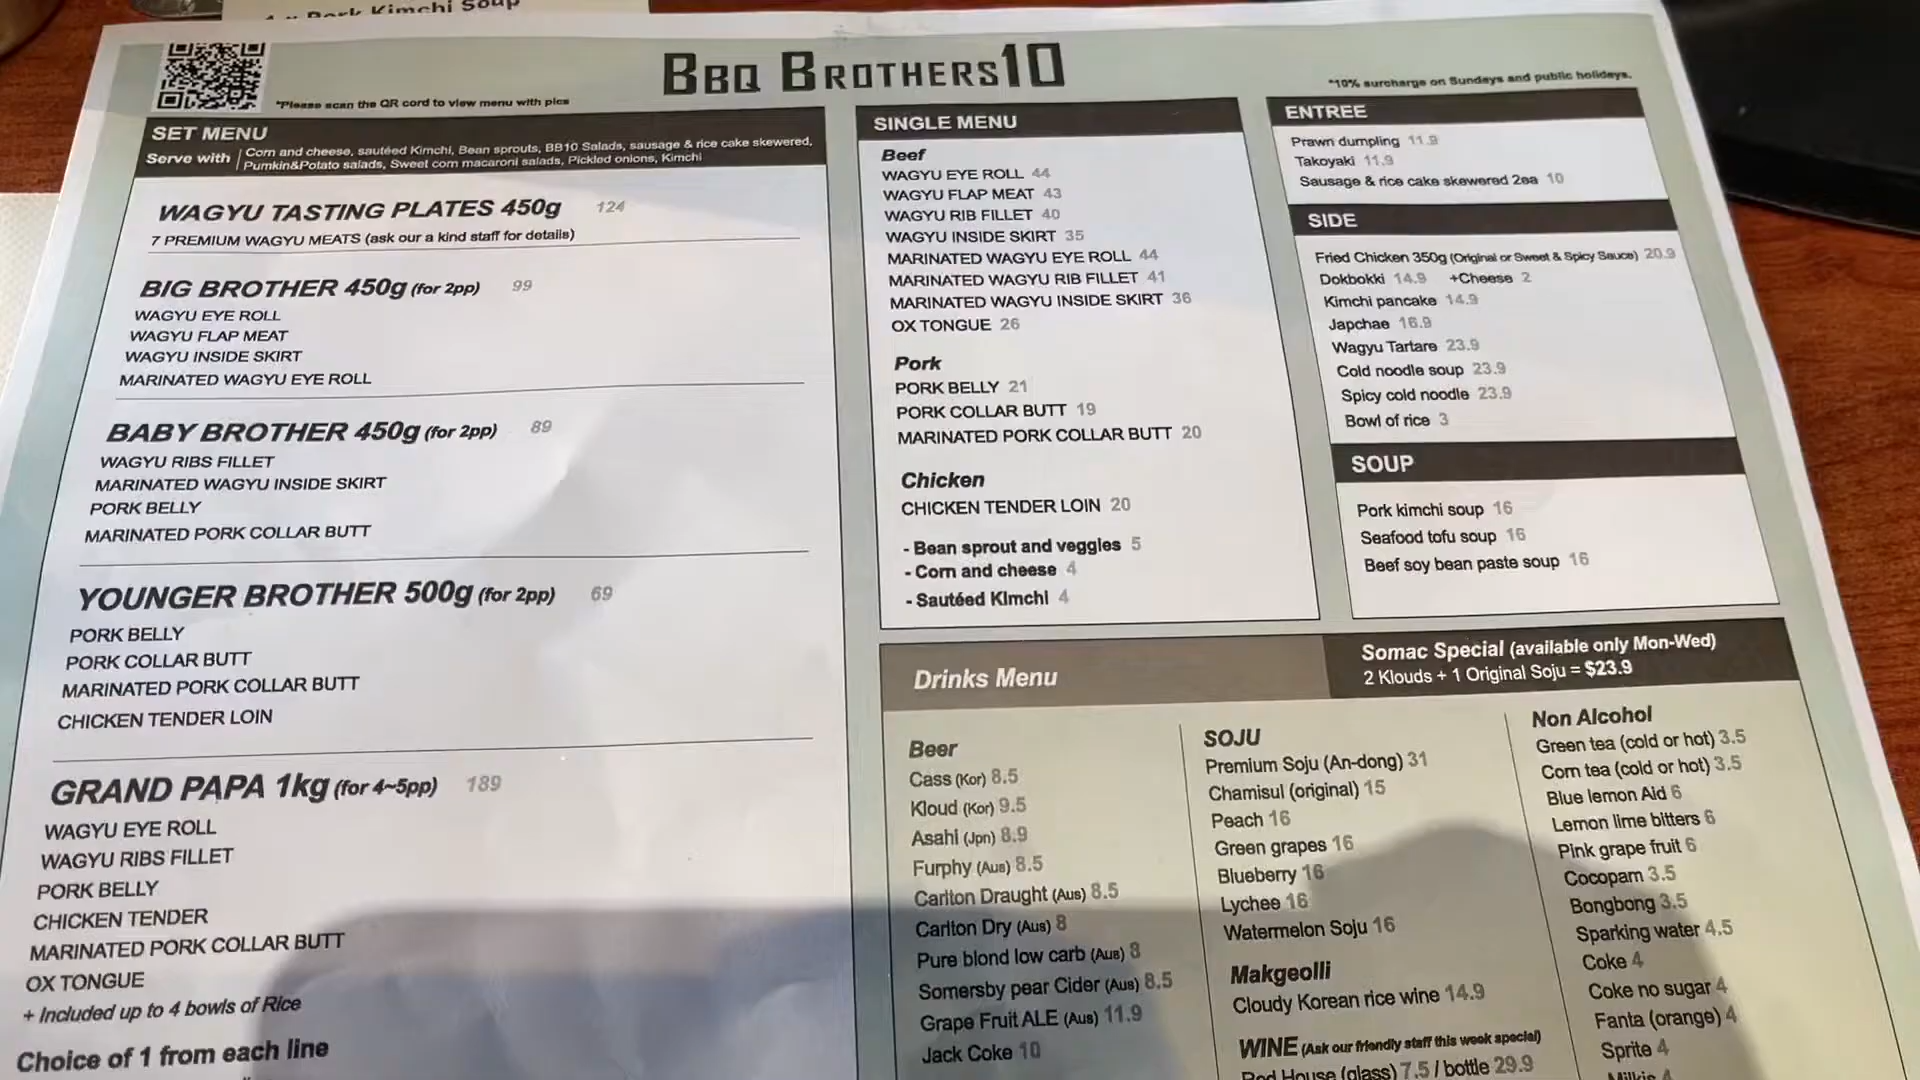 Pork Kimchi Soup
BBQ BROTHERS10
*Please scan the QR cord to view menu with pics
*10% surcharge on Sundays and public holidays.
SET MENU
Serve with
Corn and cheese, sautéed Kimchi, Bean sprouts, BB10 Salads, sausage & rice cake skewered,
Pumkin&Potato salads, Sweet corn macaroni salads, Pickled onions, Kimchi
WAGYU TASTING PLATES 450g 124
7 PREMIUM WAGYU MEATS (ask our a kind staff for details)
BIG BROTHER 450g (for 2pp) 99
WAGYU EYE ROLL
WAGYU FLAP MEAT
WAGYU INSIDE SKIRT
MARINATED WAGYU EYE ROLL
BABY BROTHER 450g (for 2pp) 89
WAGYU RIBS FILLET
MARINATED WAGYU INSIDE SKIRT
PORK BELLY
MARINATED PORK COLLAR BUTT
YOUNGER BROTHER 500g (for 2pp) 69
PORK BELLY
PORK COLLAR BUTT
MARINATED PORK COLLAR BUTT
CHICKEN TENDER LOIN
GRAND PAPA 1kg (for 4~5pp) 189
WAGYU EYE ROLL
WAGYU RIBS FILLET
PORK BELLY
CHICKEN TENDER
MARINATED PORK COLLAR BUTT
OX TONGUE
+ Included up to 4 bowls of Rice
Choice of 1 from each line
SINGLE MENU
Beef
WAGYU EYE ROLL 44
WAGYU FLAP MEAT 43
WAGYU RIB FILLET 40
WAGYU INSIDE SKIRT 35
MARINATED WAGYU EYE ROLL 44
MARINATED WAGYU RIB FILLET 41
MARINATED WAGYU INSIDE SKIRT 36
OX TONGUE 26
Pork
PORK BELLY 21
PORK COLLAR BUTT 19
MARINATED PORK COLLAR BUTT 20
Chicken
CHICKEN TENDER LOIN 20
- Bean sprout and veggles 5
- Corn and cheese 4
- Sautéed KImchi 4
ENTREE
Prawn dumpling 11.9
Takoyaki 11.9
Sausage & rice cake skewered 2ea 10
SIDE
Fried Chicken 350g (Original or Sweet & Spicy Sauce) 20.9
Dokbokki 14.9 +Cheese 2
Kimchi pancake 14.9
Japchae 16.9
Wagyu Tartare 23.9
Cold noodle soup 23.9
Spicy cold noodle 23.9
Bowl of rice 3
SOUP
Pork kimchi soup 16
Seafood tofu soup 16
Beef soy bean paste soup 16
Drinks Menu
Somac Special (available only Mon-Wed)
2 Klouds + 1 Original Soju = $23.9
Beer
Cass (Kor) 8.5
Kloud (Kor) 9.5
Asahi (Jpn) 8.9
Furphy (Aus) 8.5
Carlton Draught (Aus) 8.5
Carlton Dry (Aus) 8
Pure blond low carb (Aus) 8
Somersby pear Cider (Aus) 8.5
Grape Fruit ALE (Aus) 11.9
Jack Coke 10
SOJU
Premium Soju (An-dong) 31
Chamisul (original) 15
Peach 16
Green grapes 16
Blueberry 16
Lychee 16
Watermelon Soju 16
Makgeolli
Cloudy Korean rice wine 14.9
WINE (Ask our friendly staff this week special)
Red House (glass) 7.5 / bottle 29.9
Non Alcohol
Green tea (cold or hot) 3.5
Corn tea (cold or hot) 3.5
Blue lemon Aid 6
Lemon lime bitters 6
Pink grape fruit 6
Cocopam 3.5
Bongbong 3.5
Sparking water 4.5
Coke 4
Coke no sugar 4
Fanta (orange) 4
Sprite 4
Milkis 4